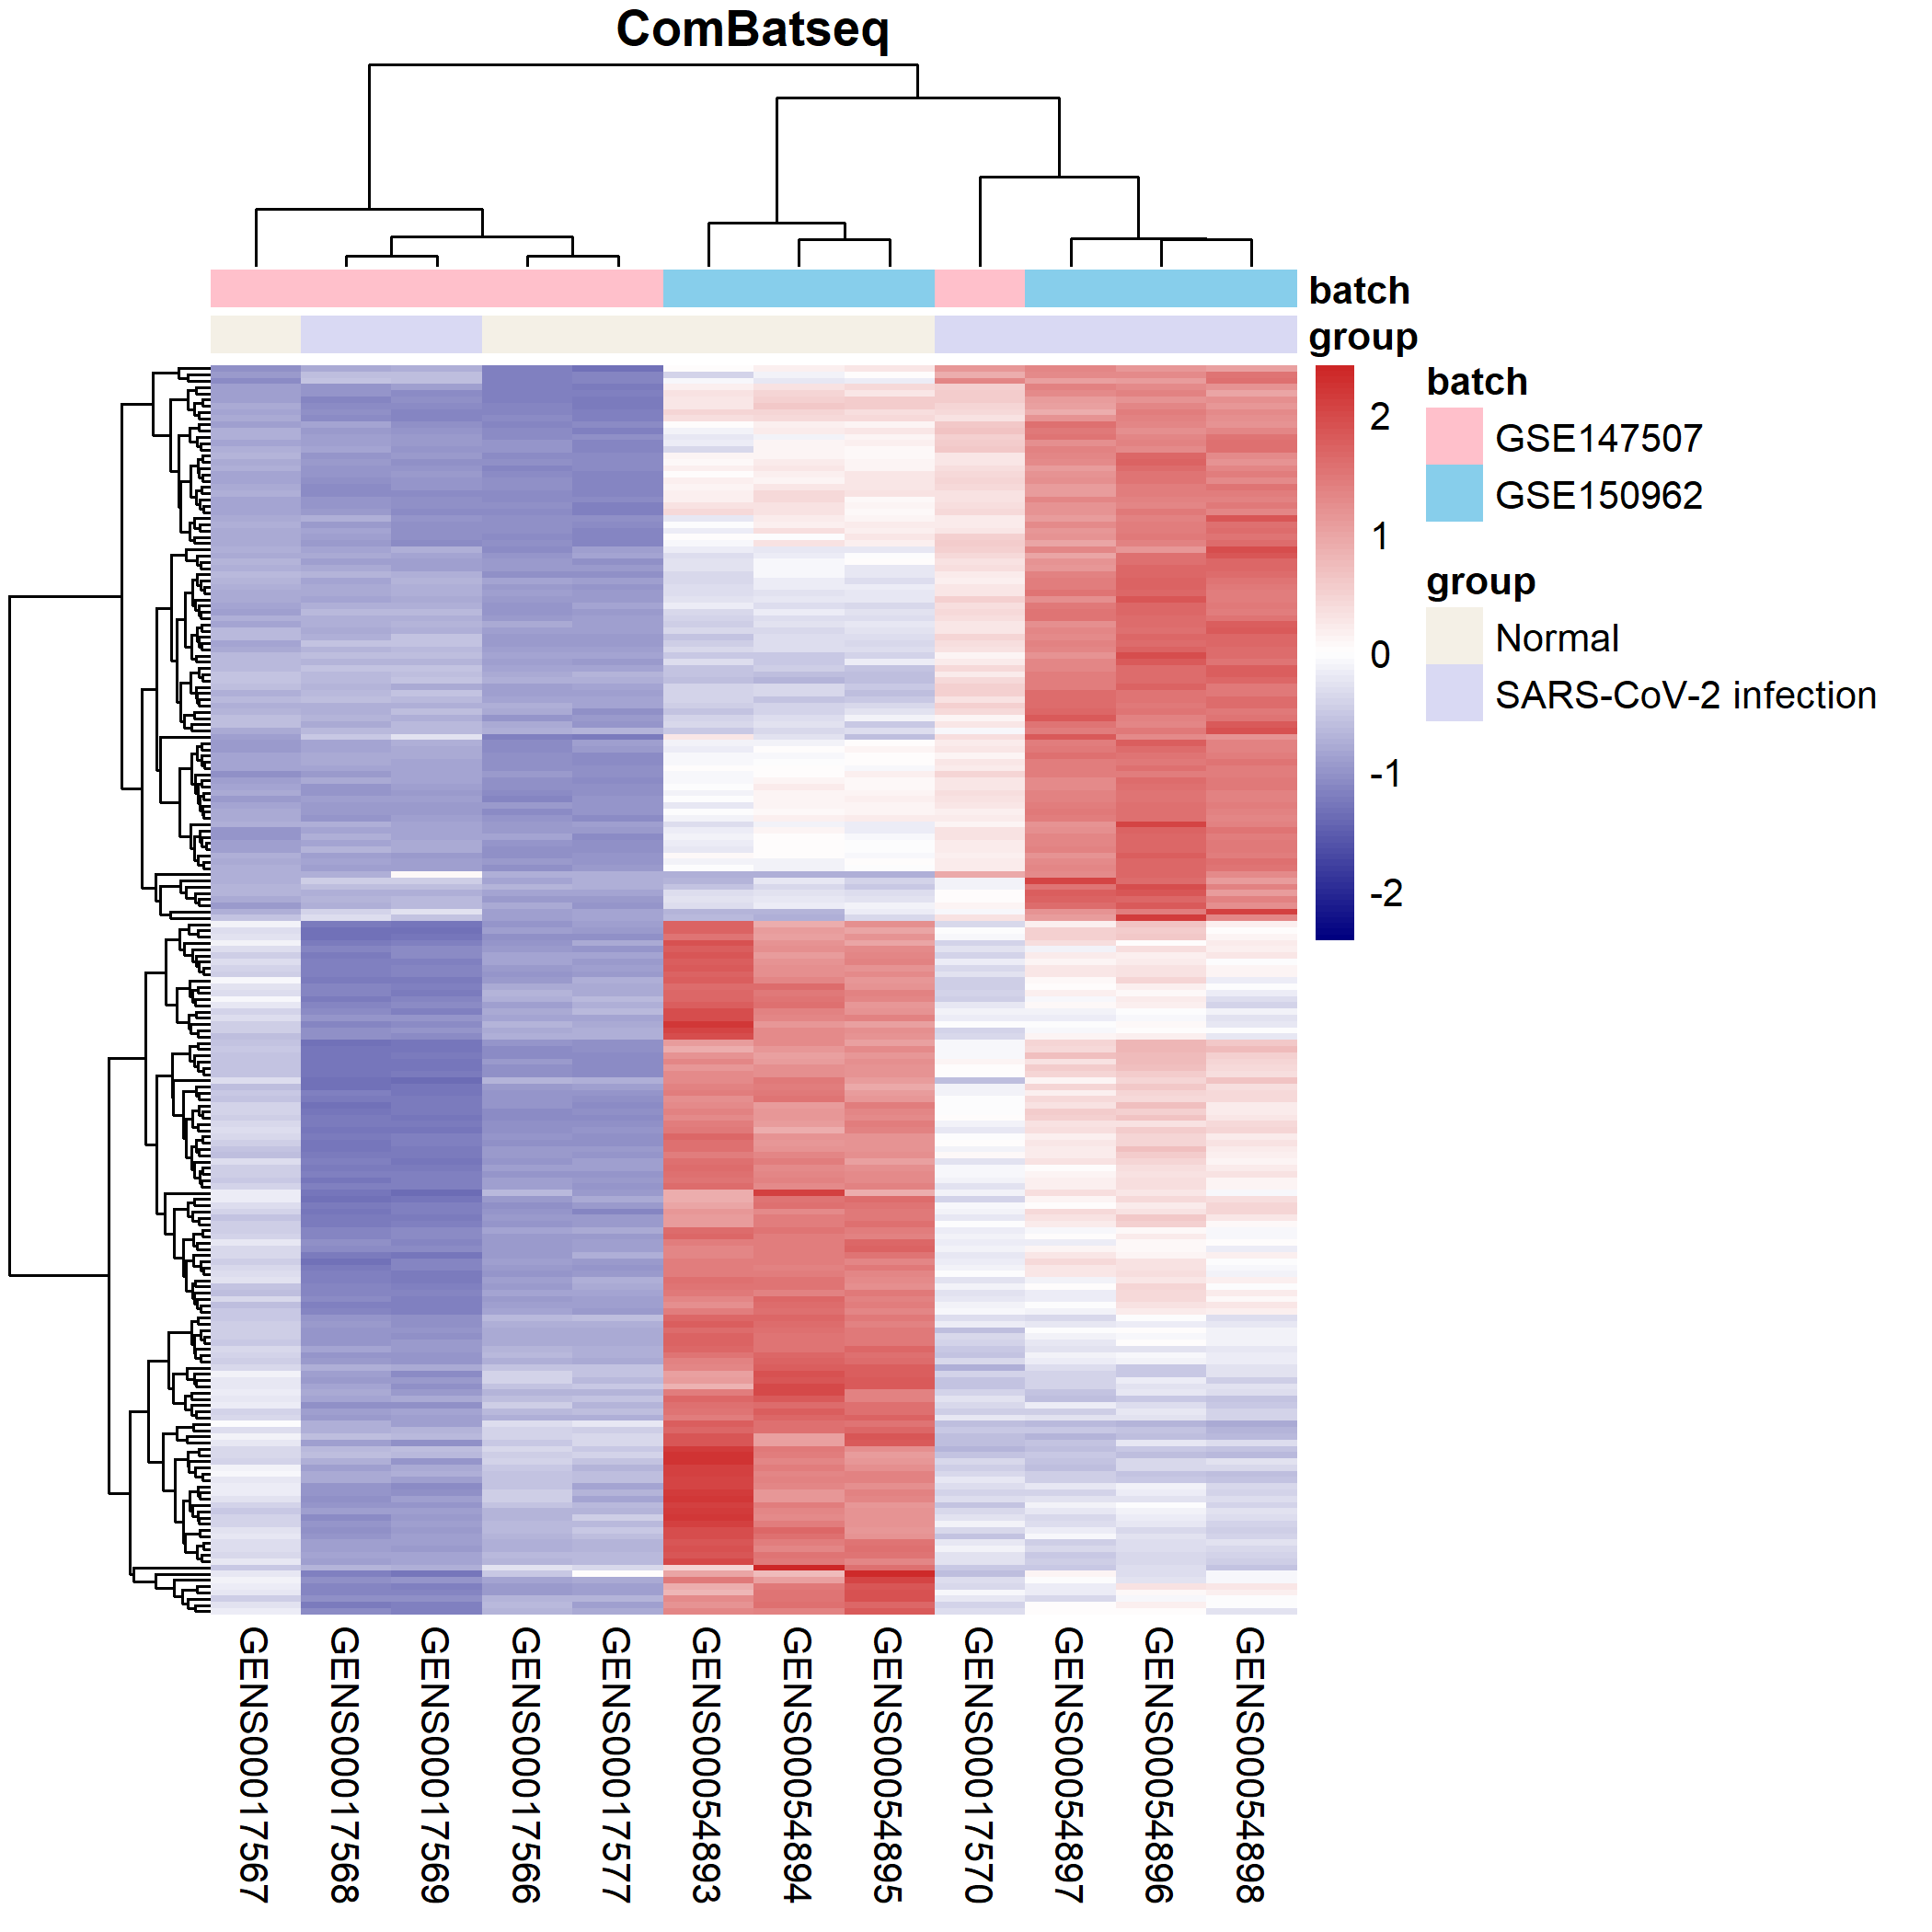 ComBatseq
batch
group
batch
GSE147507
GSE150962
group
Normal
SARS-CoV-2 infection
2
1
0
-1
-2
GENS00017567
GENS00017568
GENS00017569
GENS00017566
GENS00017577
GENS00054893
GENS00054894
GENS00054895
GENS00017570
GENS00054897
GENS00054896
GENS00054898